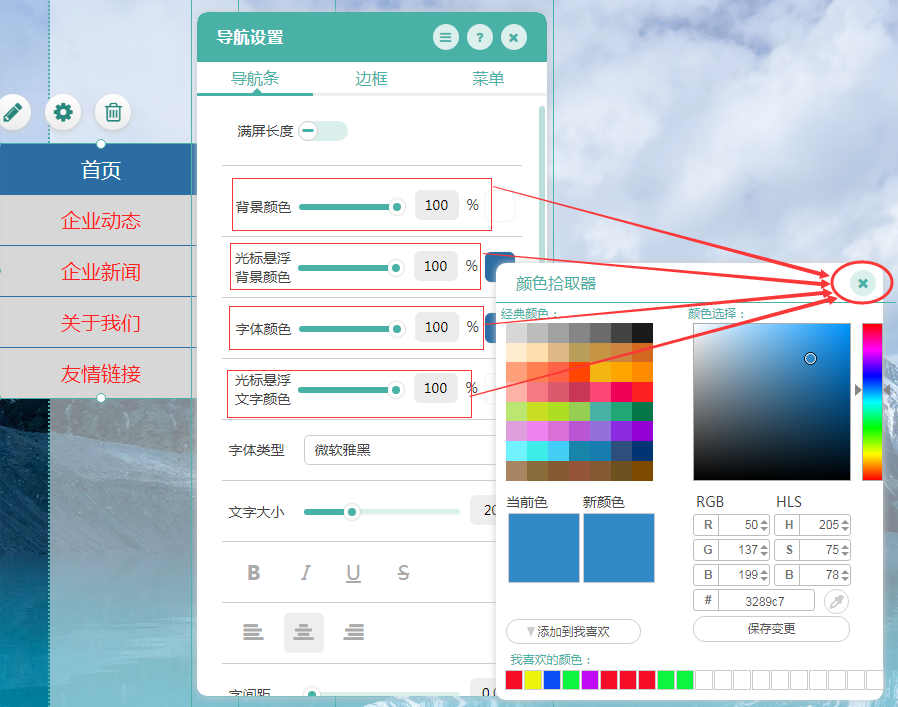 导航设置
?
导航条
边框
菜单
满屏长度
首页
企业动态
企业新闻
关于我们
友情链接
背景颜色
100
%
光标悬浮
背景颜色
100
%
字体颜色
100
%
光标悬浮
文字颜色
100
%
字体类型
微软雅黑
文字大小
20
B
I
U
S
字间距
0.0
颜色拾取器
经典颜色：
颜色选择：
当前色
新颜色
RGB
HLS
R
50
H
205
G
137
S
75
B
199
B
78
#
3289c7
添加到我喜欢
保存变更
我喜欢的颜色：